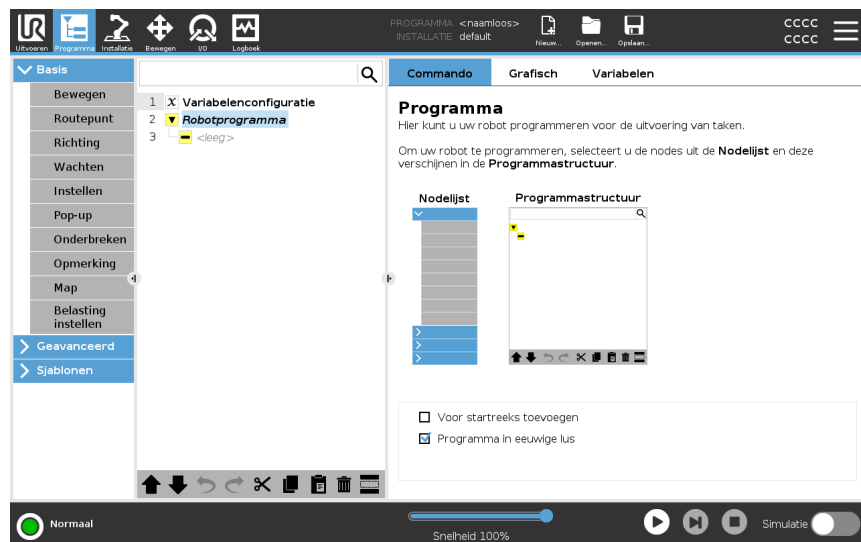 PROGRAMMA <naamloos>
INSTALLATIE default
Uitvoeren Programma Installatie Bewegen I/O Logboek
Nieuw... Openen... Opslaan...
cccc
cccc
Basis
Bewegen
Routepunt
Richting
Wachten
Instellen
Pop-up
Onderbreken
Opmerking
Map
Belasting
instellen
Geavanceerd
Sjablonen
1 X Variabelenconfiguratie
2 Robotprogramma
3 <leeg>
Commando Grafisch Variabelen
Programma
Hier kunt u uw robot programmeren voor de uitvoering van taken.
Om uw robot te programmeren, selecteert u de nodes uit de Nodelijst en deze
verschijnen in de Programmastructuur.
Nodelijst Programmastructuur
Voor startreeks toevoegen
Programma in eeuwige lus
Normaal
Snelheid 100%
Simulatie